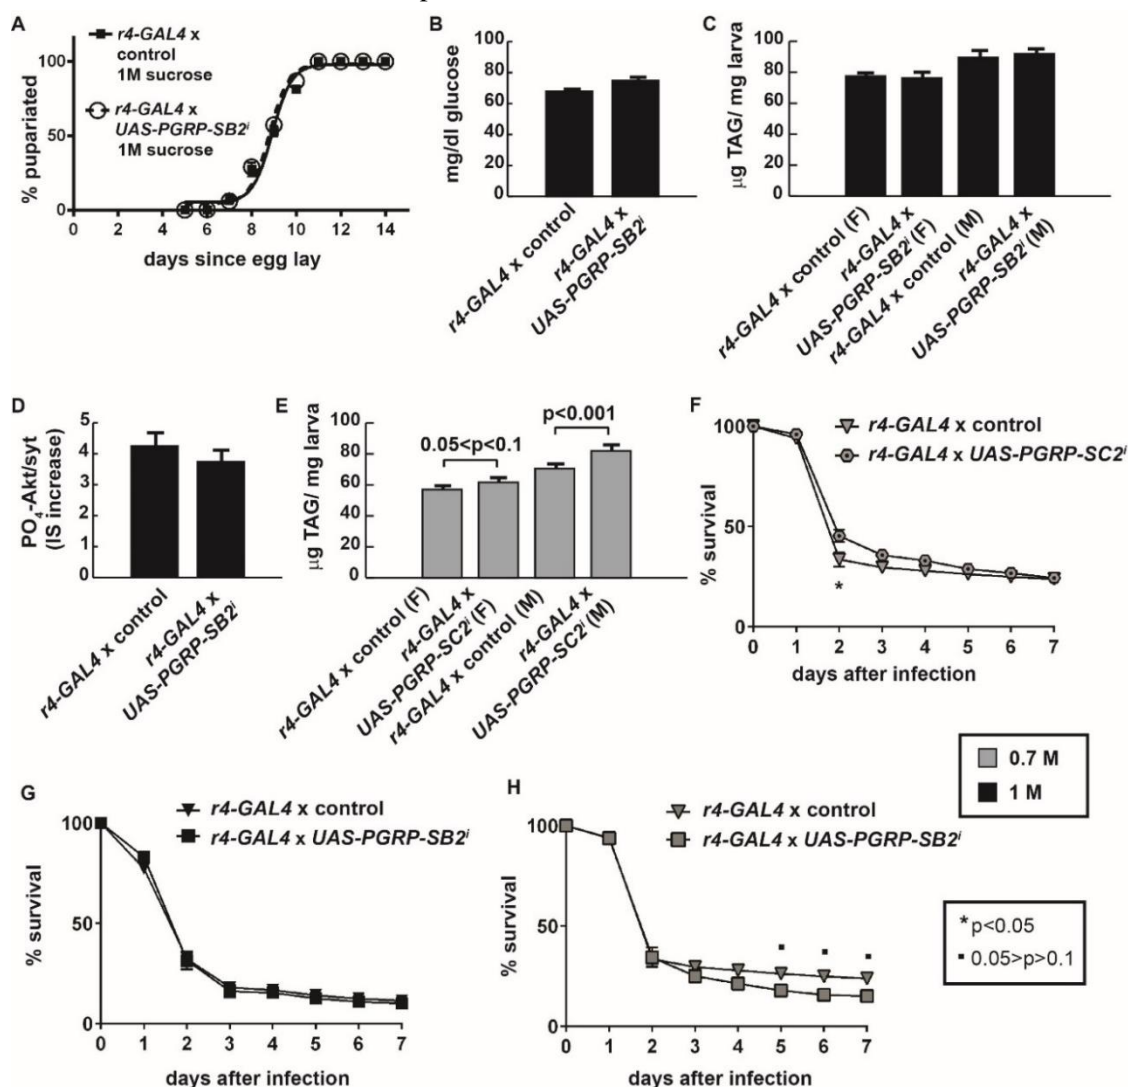 A
r4-GAL4 x
control
1M sucrose
r4-GAL4 x
UAS-PGRP-SB2i
1M sucrose
% pupariated
100
50
0
0 2 4 6 8 10 12 14
days since egg lay
B
mg/dl glucose
100
80
60
40
20
0
r4-GAL4 x control
r4-GAL4 x
UAS-PGRP-SB2i
C
µg TAG/ mg larva
100
80
60
40
20
0
r4-GAL4 x control (F)
r4-GAL4 x
UAS-PGRP-SB2i (F)
r4-GAL4 x control (M)
r4-GAL4 x
UAS-PGRP-SB2i (M)
D
PO4-Akt/syt
(IS increase)
5
4
3
2
1
0
r4-GAL4 x control
r4-GAL4 x
UAS-PGRP-SB2i
E
µg TAG/ mg larva
100
80
60
40
20
0
0.05<p<0.1
p<0.001
r4-GAL4 x control (F)
r4-GAL4 x
UAS-PGRP-SC2i (F)
r4-GAL4 x control (M)
r4-GAL4 x
UAS-PGRP-SC2i (M)
F
r4-GAL4 x control
r4-GAL4 x UAS-PGRP-SC2i
% survival
100
50
0
*
0 1 2 3 4 5 6 7
days after infection
0.7 M
1 M
G
r4-GAL4 x control
r4-GAL4 x UAS-PGRP-SB2i
% survival
100
50
0
0 1 2 3 4 5 6 7
days after infection
H
r4-GAL4 x control
r4-GAL4 x UAS-PGRP-SB2i
% survival
100
50
0
0 1 2 3 4 5 6 7
days after infection
* p<0.05
▪ 0.05>p>0.1